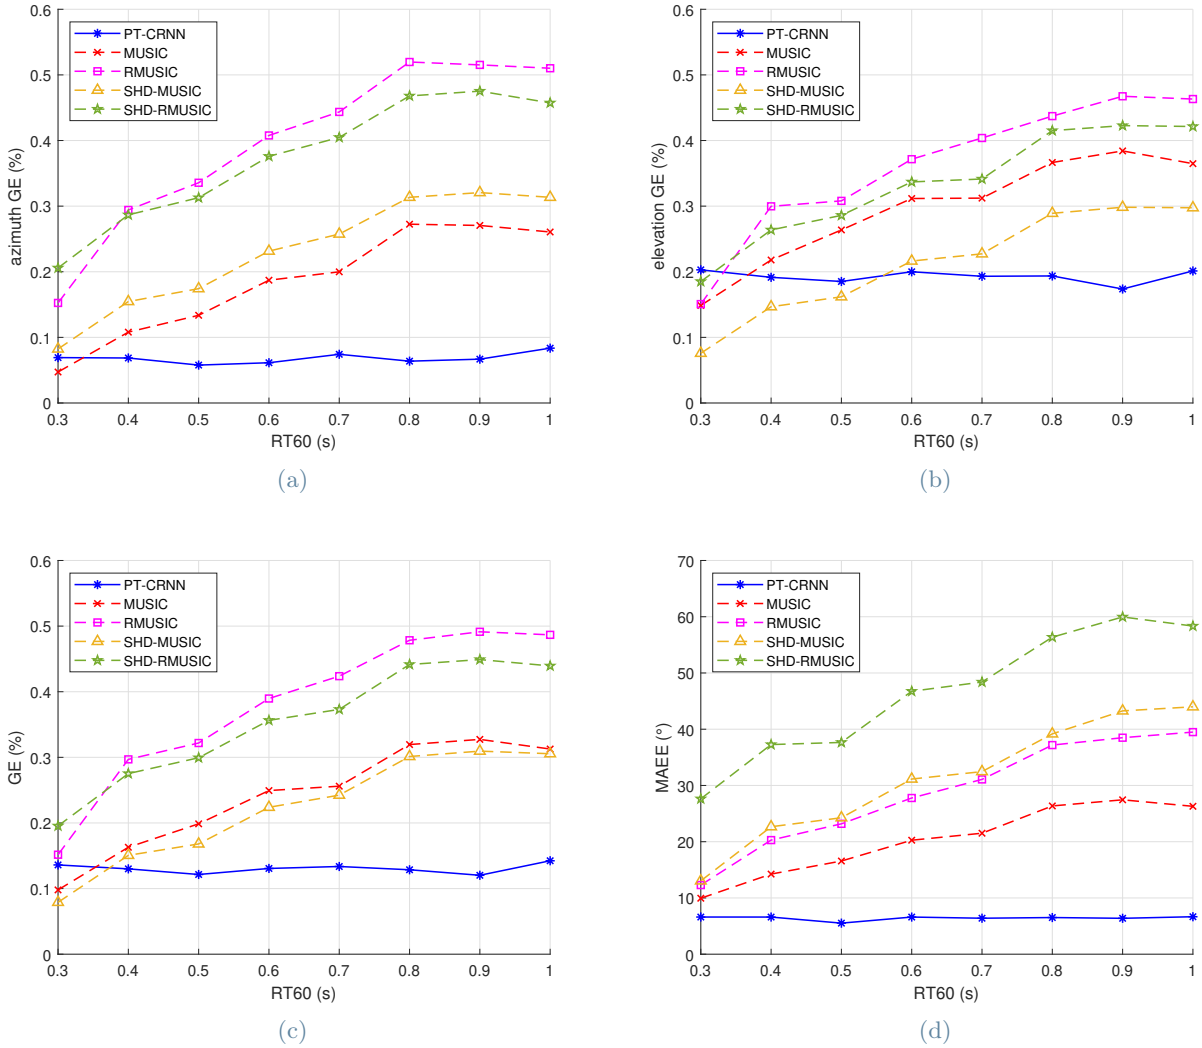 0.6
0.5
0.4
0.3
0.2
0.1
0
azimuth GE (%)
PT-CRNN
MUSIC
RMUSIC
SHD-MUSIC
SHD-RMUSIC
0.3 0.4 0.5 0.6 0.7 0.8 0.9 1
RT60 (s)
(a)
0.6
0.5
0.4
0.3
0.2
0.1
0
elevation GE (%)
PT-CRNN
MUSIC
RMUSIC
SHD-MUSIC
SHD-RMUSIC
0.3 0.4 0.5 0.6 0.7 0.8 0.9 1
RT60 (s)
(b)
0.6
0.5
0.4
0.3
0.2
0.1
0
GE (%)
PT-CRNN
MUSIC
RMUSIC
SHD-MUSIC
SHD-RMUSIC
0.3 0.4 0.5 0.6 0.7 0.8 0.9 1
RT60 (s)
(c)
70
60
50
40
30
20
10
0
MAEE (°)
PT-CRNN
MUSIC
RMUSIC
SHD-MUSIC
SHD-RMUSIC
0.3 0.4 0.5 0.6 0.7 0.8 0.9 1
RT60 (s)
(d)